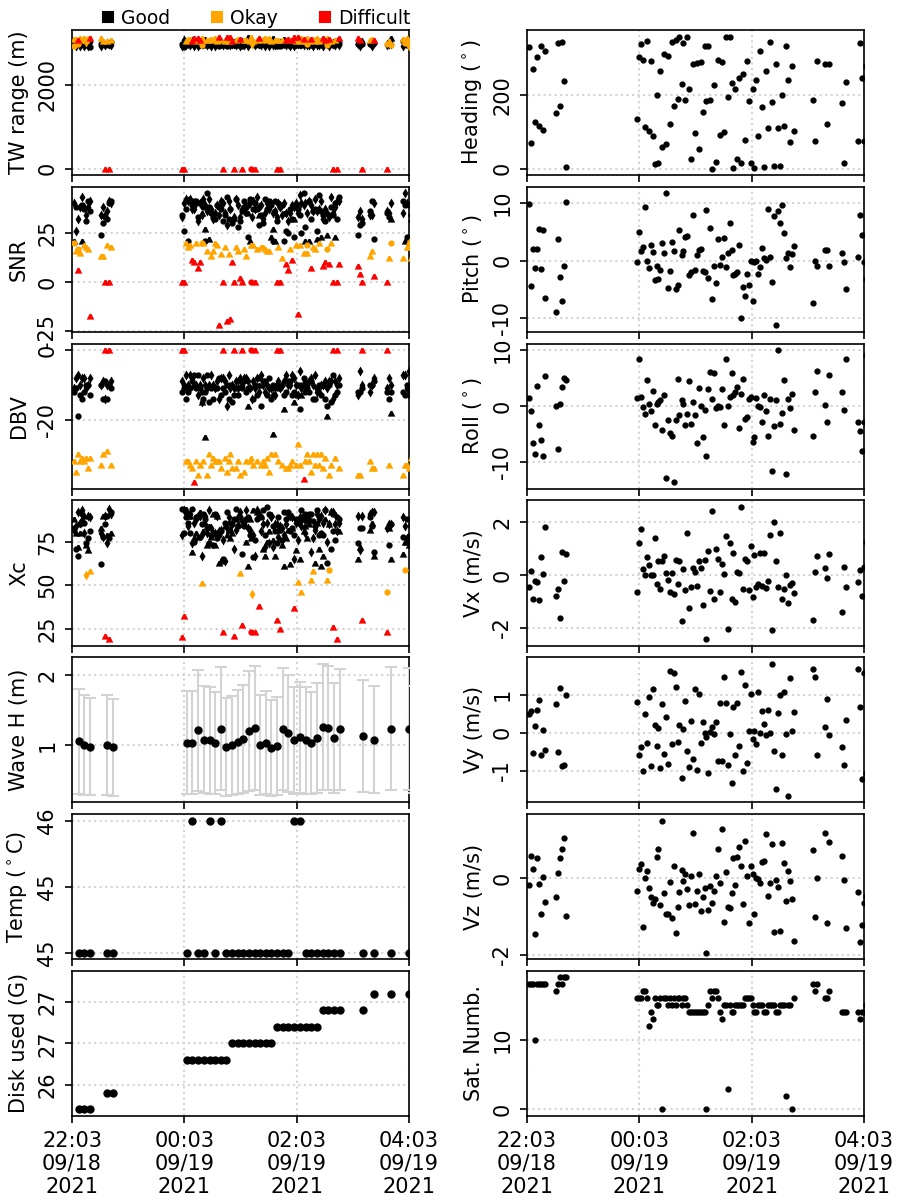 Good Okay Difficult
TW range (m)
2000
0
SNR
25
0
-25
DBV
0
-20
Xc
75
50
25
Wave H (m)
2
1
Temp (°C)
46
45
45
Disk used (G)
27
27
26
22:03 00:03 02:03 04:03
09/18 09/19 09/19 09/19
2021 2021 2021 2021
Heading (°)
200
0
Pitch (°)
10
0
-10
Roll (°)
10
0
-10
Vx (m/s)
2
0
-2
Vy (m/s)
1
0
-1
Vz (m/s)
0
-2
Sat. Numb.
10
0
22:03 00:03 02:03 04:03
09/18 09/19 09/19 09/19
2021 2021 2021 2021